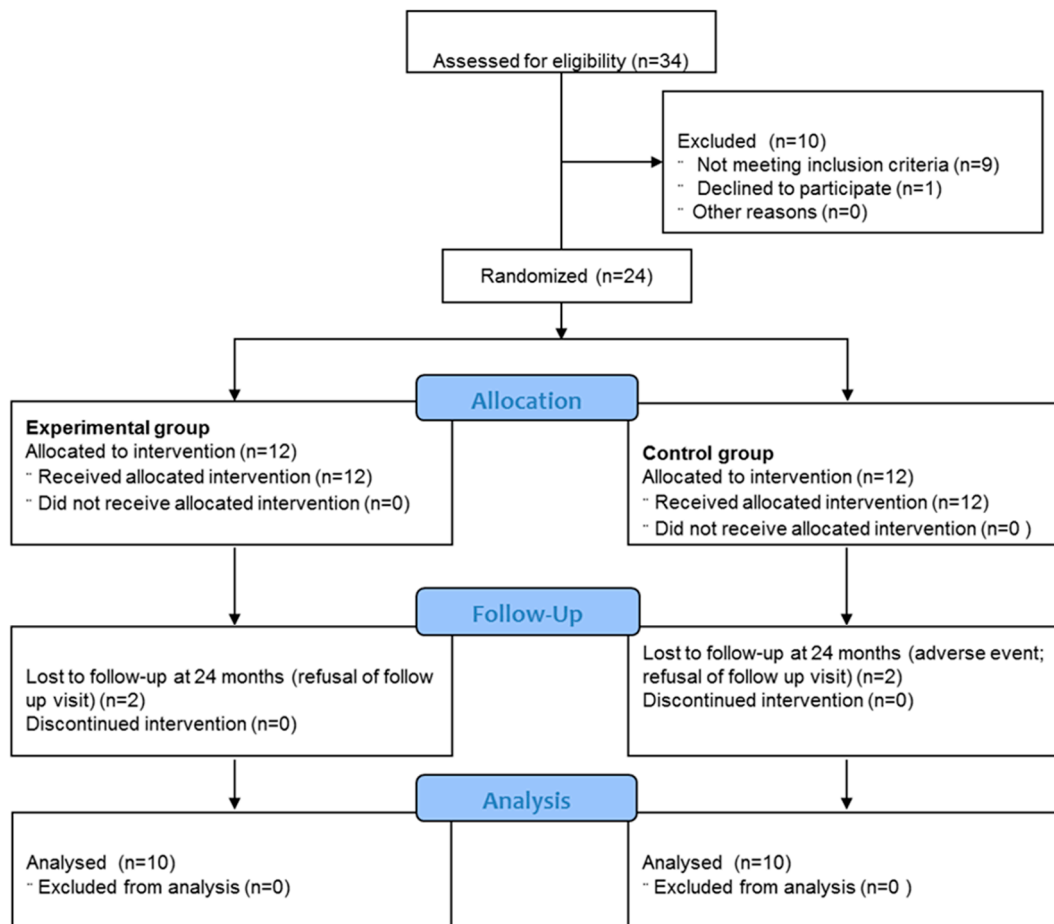 Assessed for eligibility (n=34)
Excluded (n=10)
¨ Not meeting inclusion criteria (n=9)
¨ Declined to participate (n=1)
¨ Other reasons (n=0)
Randomized (n=24)
Allocation
Experimental group
Allocated to intervention (n=12)
¨ Received allocated intervention (n=12)
¨ Did not receive allocated intervention (n=0)
Control group
Allocated to intervention (n=12)
¨ Received allocated intervention (n=12)
¨ Did not receive allocated intervention (n=0 )
Follow-Up
Lost to follow-up at 24 months (refusal of follow
up visit) (n=2)
Discontinued intervention (n=0)
Lost to follow-up at 24 months (adverse event;
refusal of follow up visit) (n=2)
Discontinued intervention (n=0)
Analysis
Analysed (n=10)
¨ Excluded from analysis (n=0)
Analysed (n=10)
¨ Excluded from analysis (n=0 )